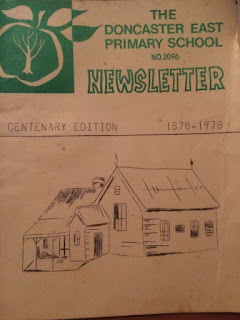 THE
DONCASTER EAST
PRIMARY SCHOOL
NO.2096
NEWSLETTER
CENTENARY EDITION 1878-1978